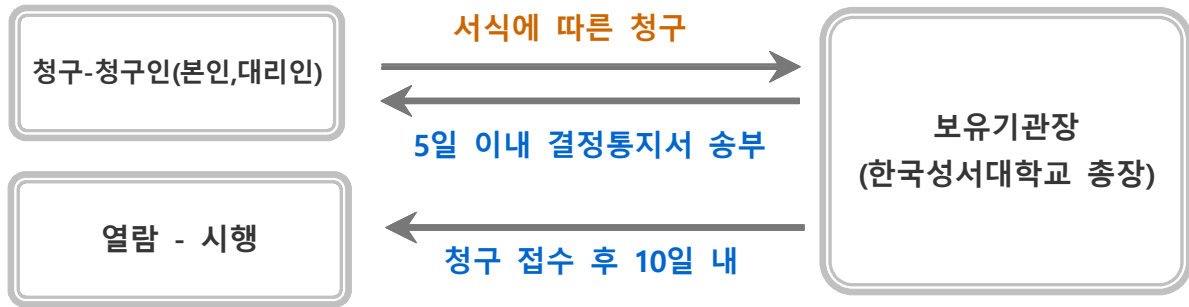 서식에 따른 청구
청구-청구인(본인,대리인)
5일 이내 결정통지서 송부
보유기관장
(한국성서대학교 총장)
열람 - 시행
청구 접수 후 10일 내